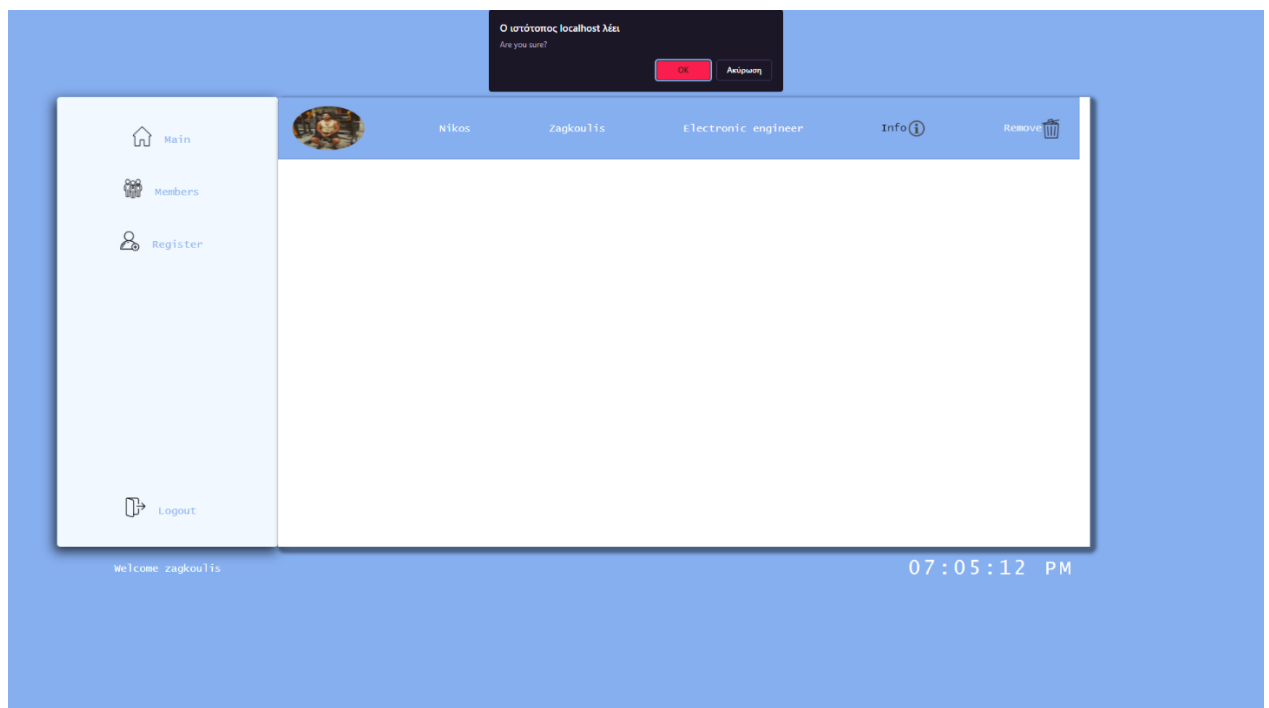 Ο ιστότοπος localhost λέει
Are you sure?
OK Ακύρωση
Nikos Zagkoulis Electronic engineer Info Remove
Main
Members
Register
Logout
Welcome zagkoulis 07:05:12 PM